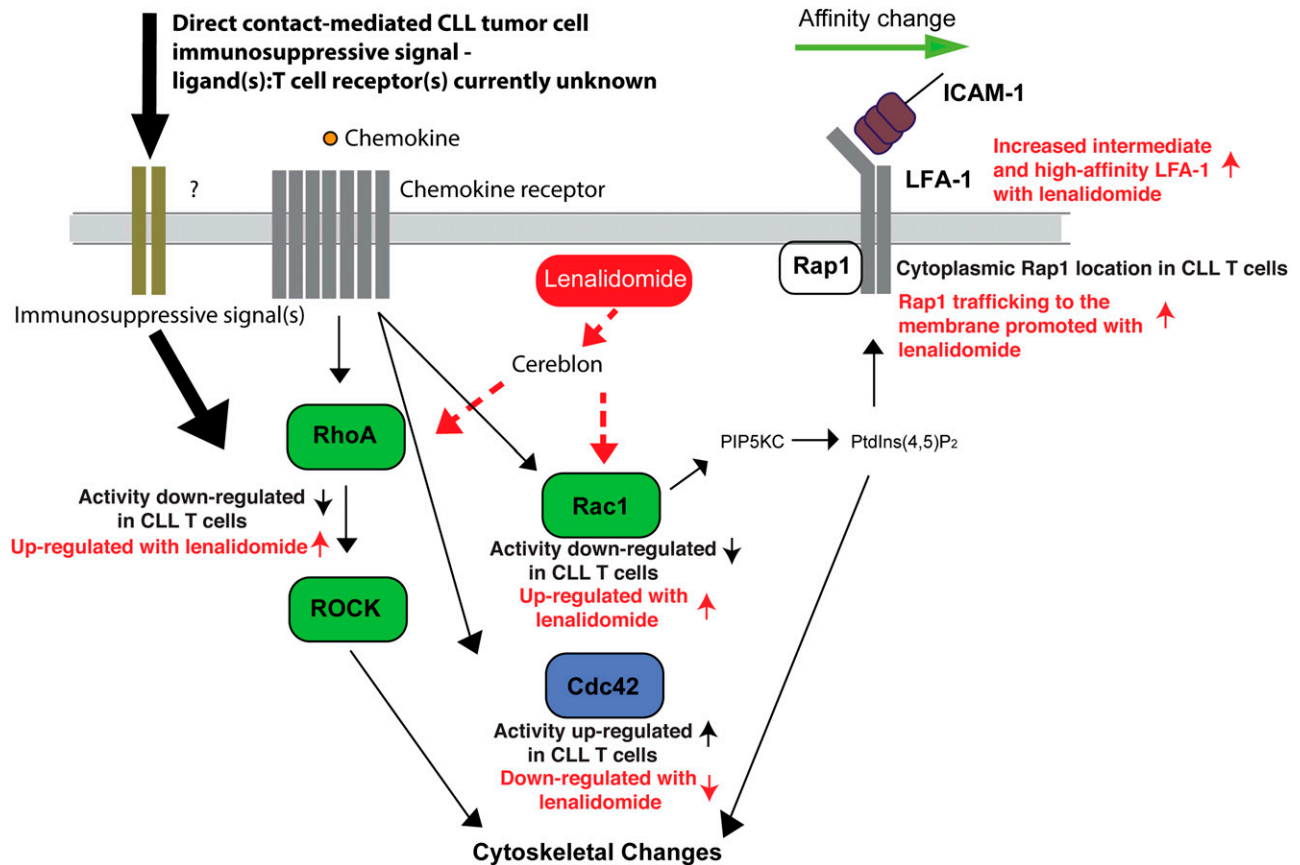 Direct contact-mediated CLL tumor cell
immunosuppressive signal -
ligand(s):T cell receptor(s) currently unknown
Affinity change
ICAM-1
Chemokine
?
Chemokine receptor
LFA-1
Increased intermediate
and high-affinity LFA-1
with lenalidomide
Rap1
Cytoplasmic Rap1 location in CLL T cells
Rap1 trafficking to the
membrane promoted with
lenalidomide
Lenalidomide
Immunosuppressive signal(s)
Cereblon
RhoA
PIP5KC
PtdIns(4,5)P₂
Activity down-regulated
in CLL T cells
Up-regulated with lenalidomide
Rac1
Activity down-regulated
in CLL T cells
Up-regulated with
lenalidomide
ROCK
Cdc42
Activity up-regulated
in CLL T cells
Down-regulated with
lenalidomide
Cytoskeletal Changes